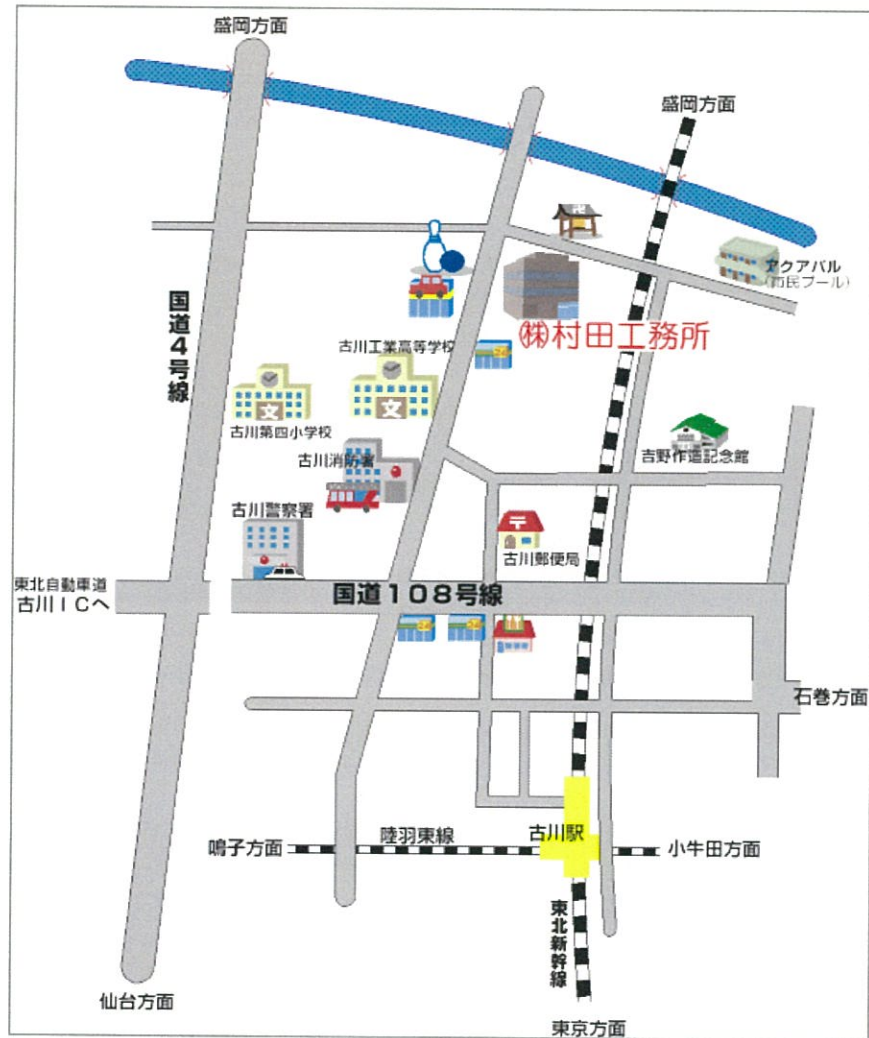 盛岡方面
盛岡方面
アクアパル
(市民プール)
国道4号線
㈱村田工務所
古川工業高等学校
文
文
古川第四小学校
吉野作造記念館
古川消防署
古川警察署
〒
古川郵便局
東北自動車道
古川ICへ
国道108号線
石巻方面
鳴子方面
陸羽東線
古川駅
小牛田方面
東北新幹線
仙台方面
東京方面